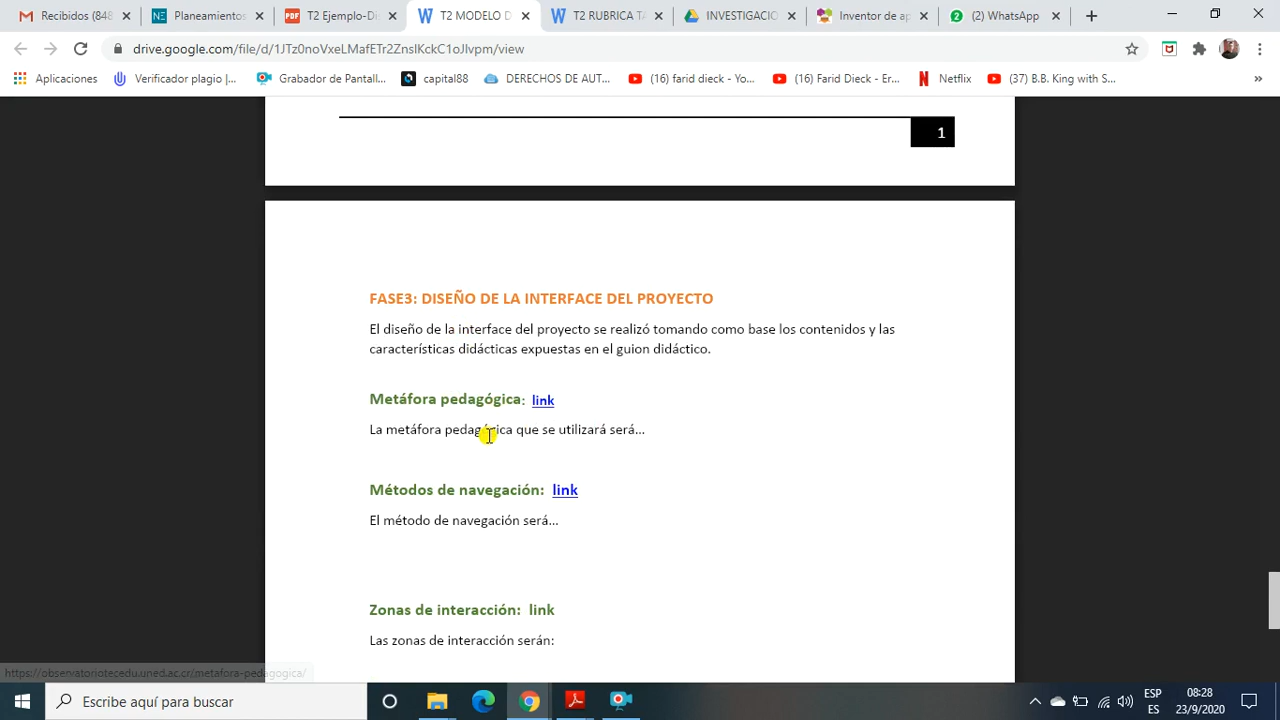 Recibidos (848
Planeamientos
T2 Ejemplo-Di
T2 MODELO D
T2 RUBRICA TA
INVESTIGACIO
Inventor de ap
(2) WhatsApp
drive.google.com/file/d/1JTz0noVxeLMafETr2ZnslKckC1oJlvpm/view
Aplicaciones
Verificador plagio |...
Grabador de Pantall...
capital88
DERECHOS DE AUT...
(16) farid dieck - Yo...
(16) Farid Dieck - Er...
Netflix
(37) B.B. King with S...
»
1
FASE3: DISEÑO DE LA INTERFACE DEL PROYECTO
El diseño de la interface del proyecto se realizó tomando como base los contenidos y las
características didácticas expuestas en el guion didáctico.
Metáfora pedagógica: link
La metáfora pedagógica que se utilizará será...
Métodos de navegación: link
El método de navegación será...
Zonas de interacción: link
Las zonas de interacción serán:
https://observatoriotecedu.uned.ac.cr/metafora-pedagogica/
Escribe aquí para buscar
ESP
ES
08:28
23/9/2020